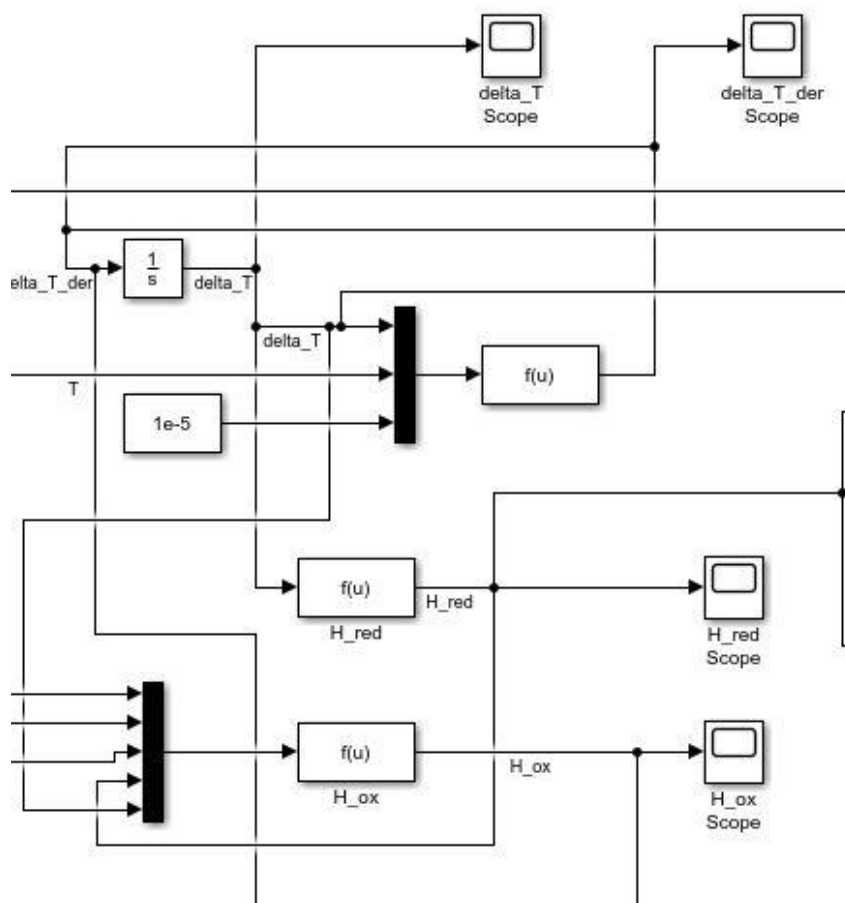 delta_T
Scope
delta_T_der
Scope
1
s
elta_T_der
delta_T
delta_T
T
f(u)
1e-5
f(u)
H_red
H_red
H_red
Scope
f(u)
H_ox
H_ox
H_ox
Scope